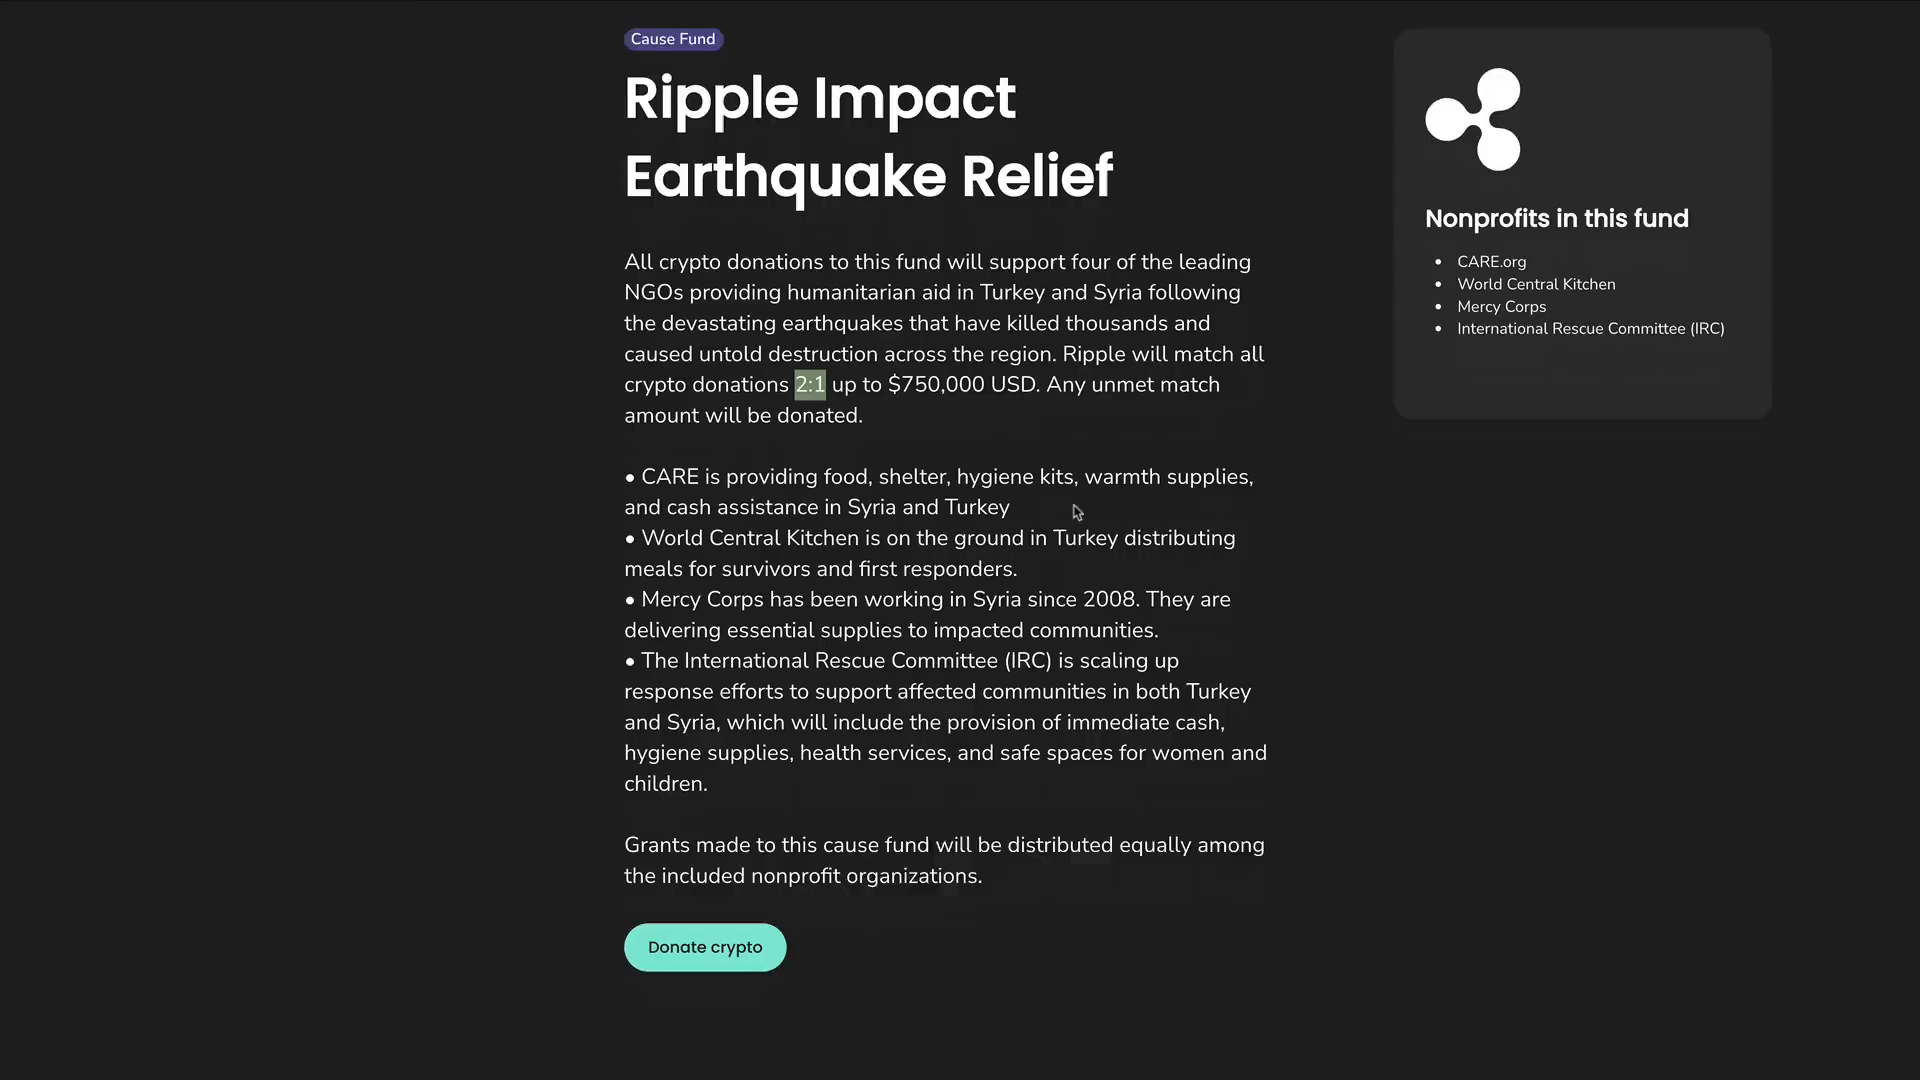 Cause Fund
Ripple Impact
Earthquake Relief
All crypto donations to this fund will support four of the leading
NGOs providing humanitarian aid in Turkey and Syria following
the devastating earthquakes that have killed thousands and
caused untold destruction across the region. Ripple will match all
crypto donations 2:1 up to $750,000 USD. Any unmet match
amount will be donated.
• CARE is providing food, shelter, hygiene kits, warmth supplies,
and cash assistance in Syria and Turkey
• World Central Kitchen is on the ground in Turkey distributing
meals for survivors and first responders.
• Mercy Corps has been working in Syria since 2008. They are
delivering essential supplies to impacted communities.
• The International Rescue Committee (IRC) is scaling up
response efforts to support affected communities in both Turkey
and Syria, which will include the provision of immediate cash,
hygiene supplies, health services, and safe spaces for women and
children.
Grants made to this cause fund will be distributed equally among
the included nonprofit organizations.
Donate crypto
Nonprofits in this fund
• CARE.org
• World Central Kitchen
• Mercy Corps
• International Rescue Committee (IRC)